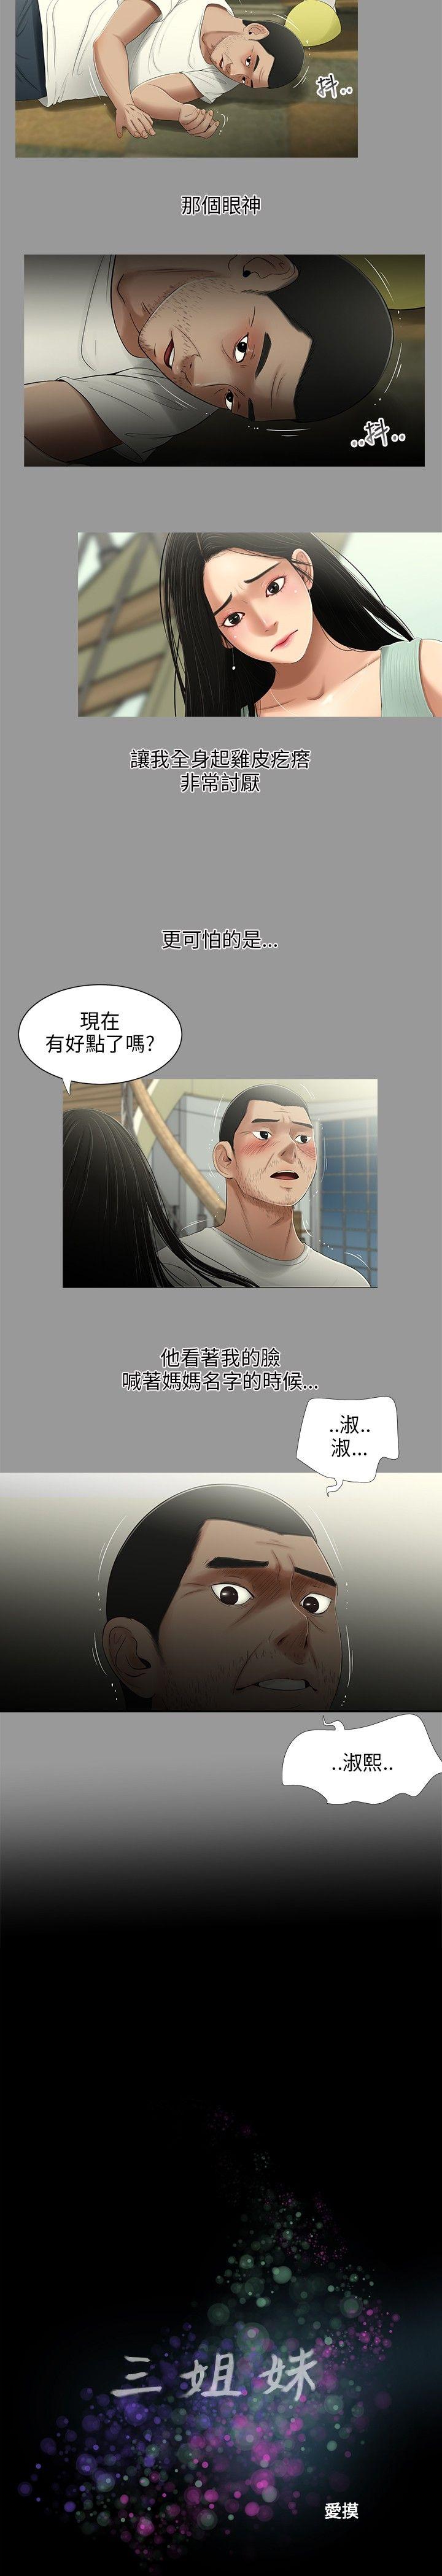 抖..
那個眼神
..抖..
讓我全身起雞皮疙瘩
非常討厭
更可怕的是...
現在
有好點了嗎?
他看著我的臉
喊著媽媽名字的時候...
..淑..
淑...
..淑熙..
三姐妹
愛摸